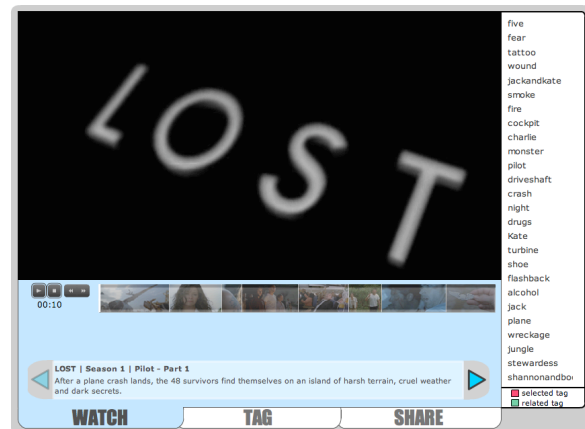 LOST
five
fear
tattoo
wound
jackandkate
smoke
fire
cockpit
charlie
monster
pilot
driveshaft
crash
night
drugs
Kate
turbine
shoe
flashback
alcohol
jack
plane
wreckage
jungle
stewardess
shannonandboo
selected tag
related tag
00:10
LOST | Season 1 | Pilot - Part 1
After a plane crash lands, the 48 survivors find themselves on an island of harsh terrain, cruel weather
and dark secrets.
WATCH TAG SHARE